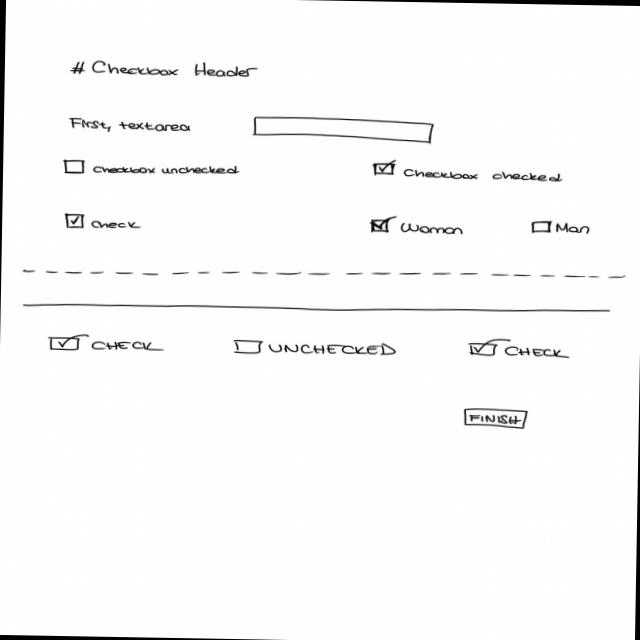 # Checkbox Header
First, textarea
Checkbox unchecked Checkbox checked
Check Woman Man
CHECK UNCHECKED CHECK
FINISH